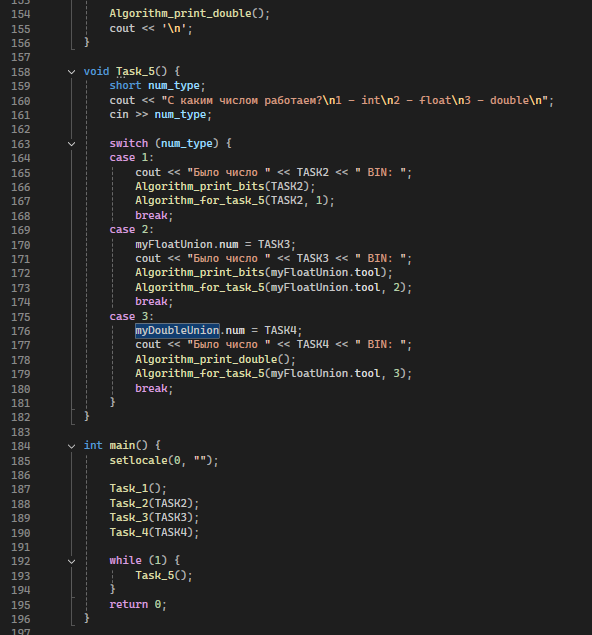 153
154 Algorithm_print_double();
155 cout << '\n';
156 }
157
158 void Task_5() {
159 short num_type;
160 cout << "С каким числом работаем?\n1 - int\n2 - float\n3 - double\n";
161 cin >> num_type;
162
163 switch (num_type) {
164 case 1:
165 cout << "Было число " << TASK2 << " BIN: ";
166 Algorithm_print_bits(TASK2);
167 Algorithm_for_task_5(TASK2, 1);
168 break;
169 case 2:
170 myFloatUnion.num = TASK3;
171 cout << "Было число " << TASK3 << " BIN: ";
172 Algorithm_print_bits(myFloatUnion.tool);
173 Algorithm_for_task_5(myFloatUnion.tool, 2);
174 break;
175 case 3:
176 myDoubleUnion.num = TASK4;
177 cout << "Было число " << TASK4 << " BIN: ";
178 Algorithm_print_double();
179 Algorithm_for_task_5(myFloatUnion.tool, 3);
180 break;
181 }
182 }
183
184 int main() {
185 setlocale(0, "");
186
187 Task_1();
188 Task_2(TASK2);
189 Task_3(TASK3);
190 Task_4(TASK4);
191
192 while (1) {
193 Task_5();
194 }
195 return 0;
196 }
197